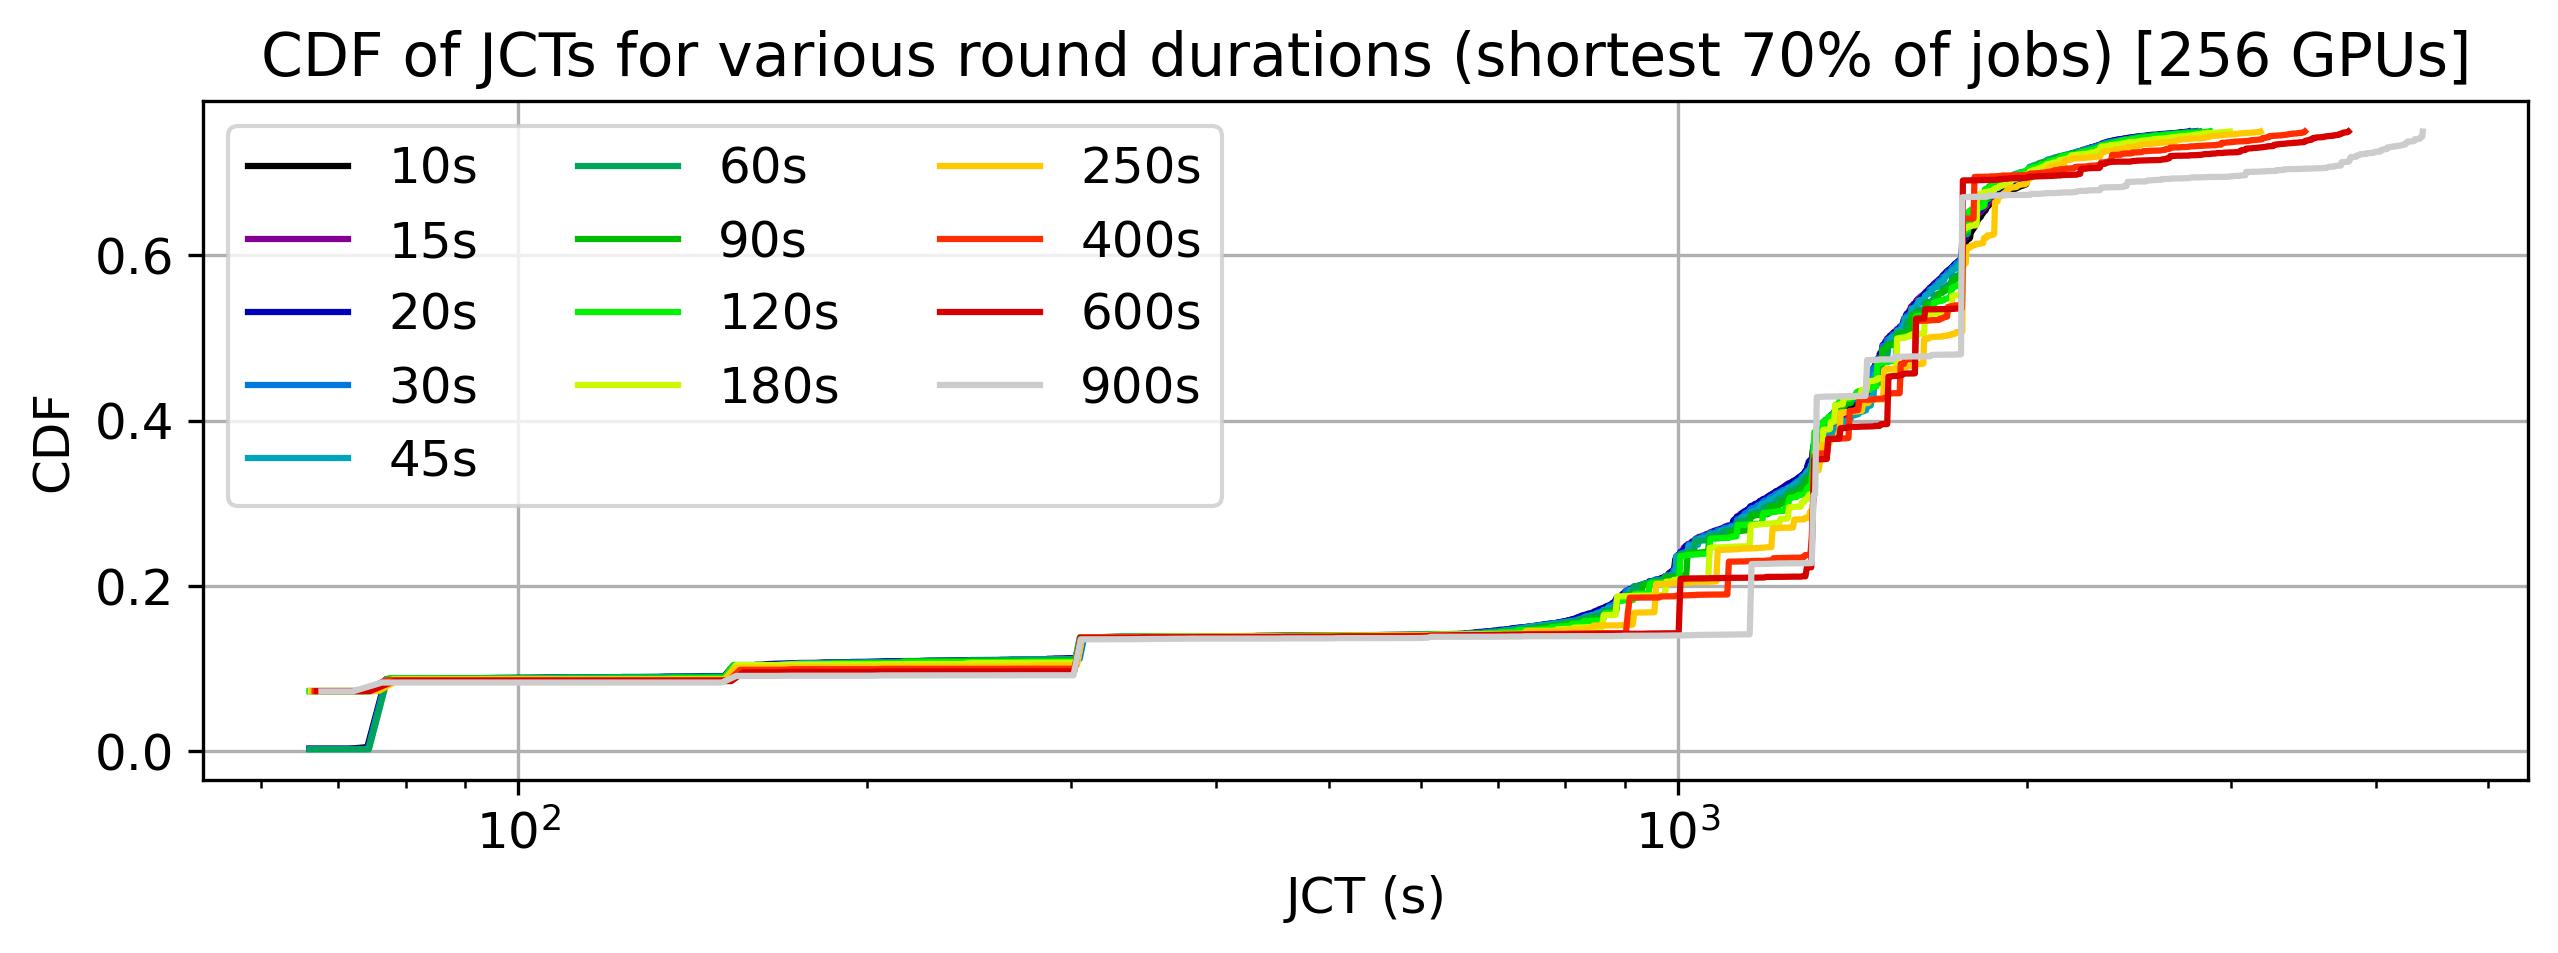 CDF of JCTs for various round durations (shortest 70% of jobs) [256 GPUs]
10s
15s
20s
30s
45s
60s
90s
120s
180s
250s
400s
600s
900s
CDF
0.6
0.4
0.2
0.0
10²
10³
JCT (s)